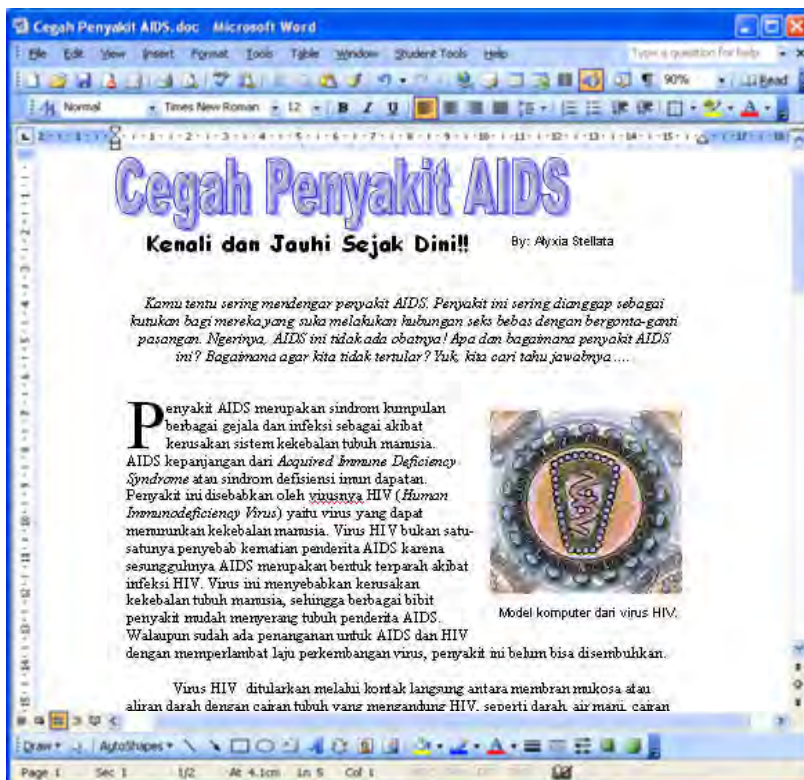 Cegah Penyakit AIDS.doc - Microsoft Word
File Edit View Insert Format Tools Table Window Student Tools Help Type a question for help
90% Read
Normal Times New Roman 12 B I U
Cegah Penyakit AIDS
Kenali dan Jauhi Sejak Dini!! By: Alyxia Stellata
Kamu tentu sering mendengar penyakit AIDS. Penyakit ini sering dianggap sebagai
kutukan bagi mereka yang suka melakukan hubungan seks bebas dengan bergonta-ganti
pasangan. Ngerinya, AIDS ini tidak ada obatnya! Apa dan bagaimana penyakit AIDS
ini? Bagaimana agar kita tidak tertular? Yuk, kita cari tahu jawabnya ....
Penyakit AIDS merupakan sindrom kumpulan
berbagai gejala dan infeksi sebagai akibat
kerusakan sistem kekebalan tubuh manusia.
AIDS kepanjangan dari Acquired Immune Deficiency
Syndrome atau sindrom defisiensi imun dapatan.
Penyakit ini disebabkan oleh virusnya HIV (Human
Immunodeficiency Virus) yaitu virus yang dapat
menurunkan kekebalan manusia. Virus HIV bukan satu-
satunya penyebab kematian penderita AIDS karena
sesungguhnya AIDS merupakan bentuk terparah akibat
infeksi HIV. Virus ini menyebabkan kerusakan
kekebalan tubuh manusia, sehingga berbagai bibit
penyakit mudah menyerang tubuh penderita AIDS.
Walaupun sudah ada penanganan untuk AIDS dan HIV
dengan memperlambat laju perkembangan virus, penyakit ini belum bisa disembuhkan.
Model komputer dari virus HIV.
Virus HIV ditularkan melalui kontak langsung antara membran mukosa atau
aliran darah dengan cairan tubuh yang mengandung HIV, seperti darah, air mani, cairan
Draw AutoShapes
Page 1 Sec 1 1/2 At 4.1cm Ln 5 Col 1